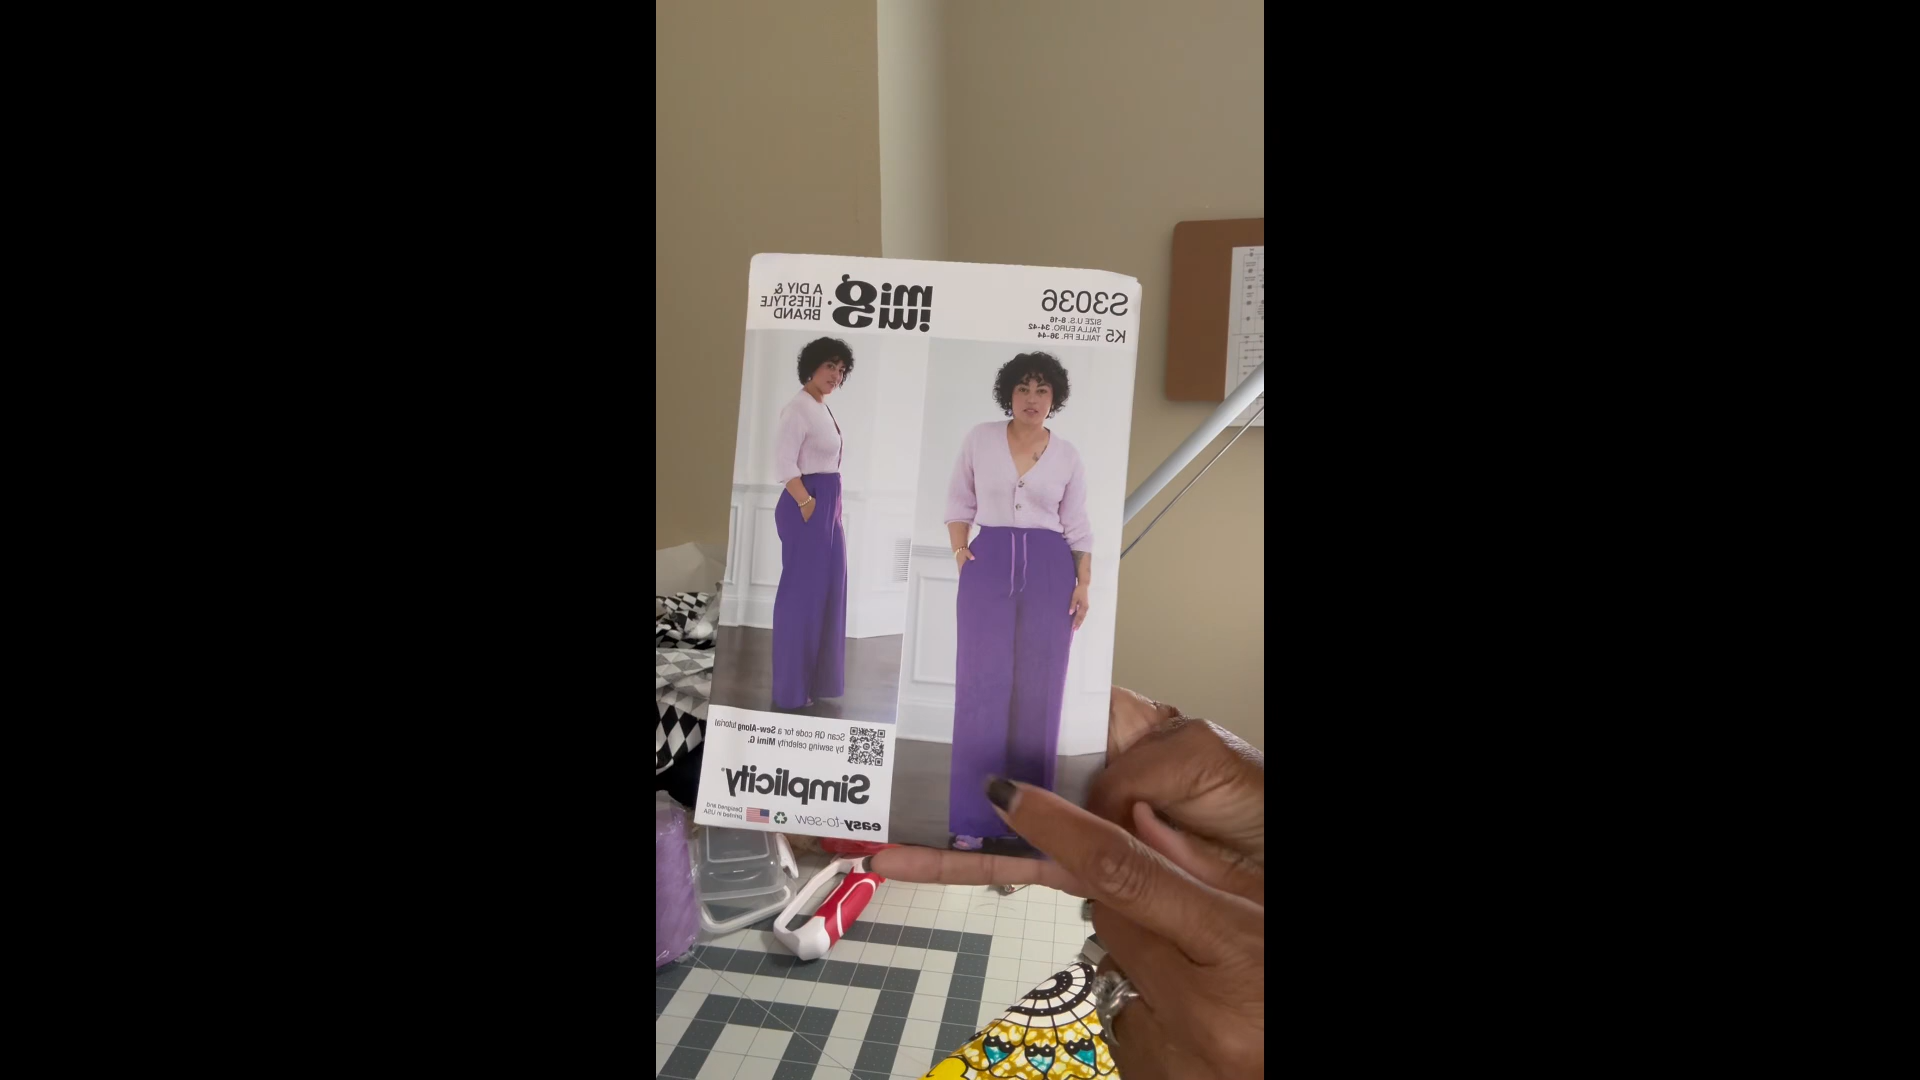 S3036
K5
SIZE U.S. 8-16
TALLA EURO. 34-42
TAILLE FR. 36-44
mimi g.
A DIY &
LIFESTYLE
BRAND
Scan QR code for a Sew-Along tutorial
by sewing celebrity Mimi G.
Simplicity
easy-to-sew
Designed and
printed in USA